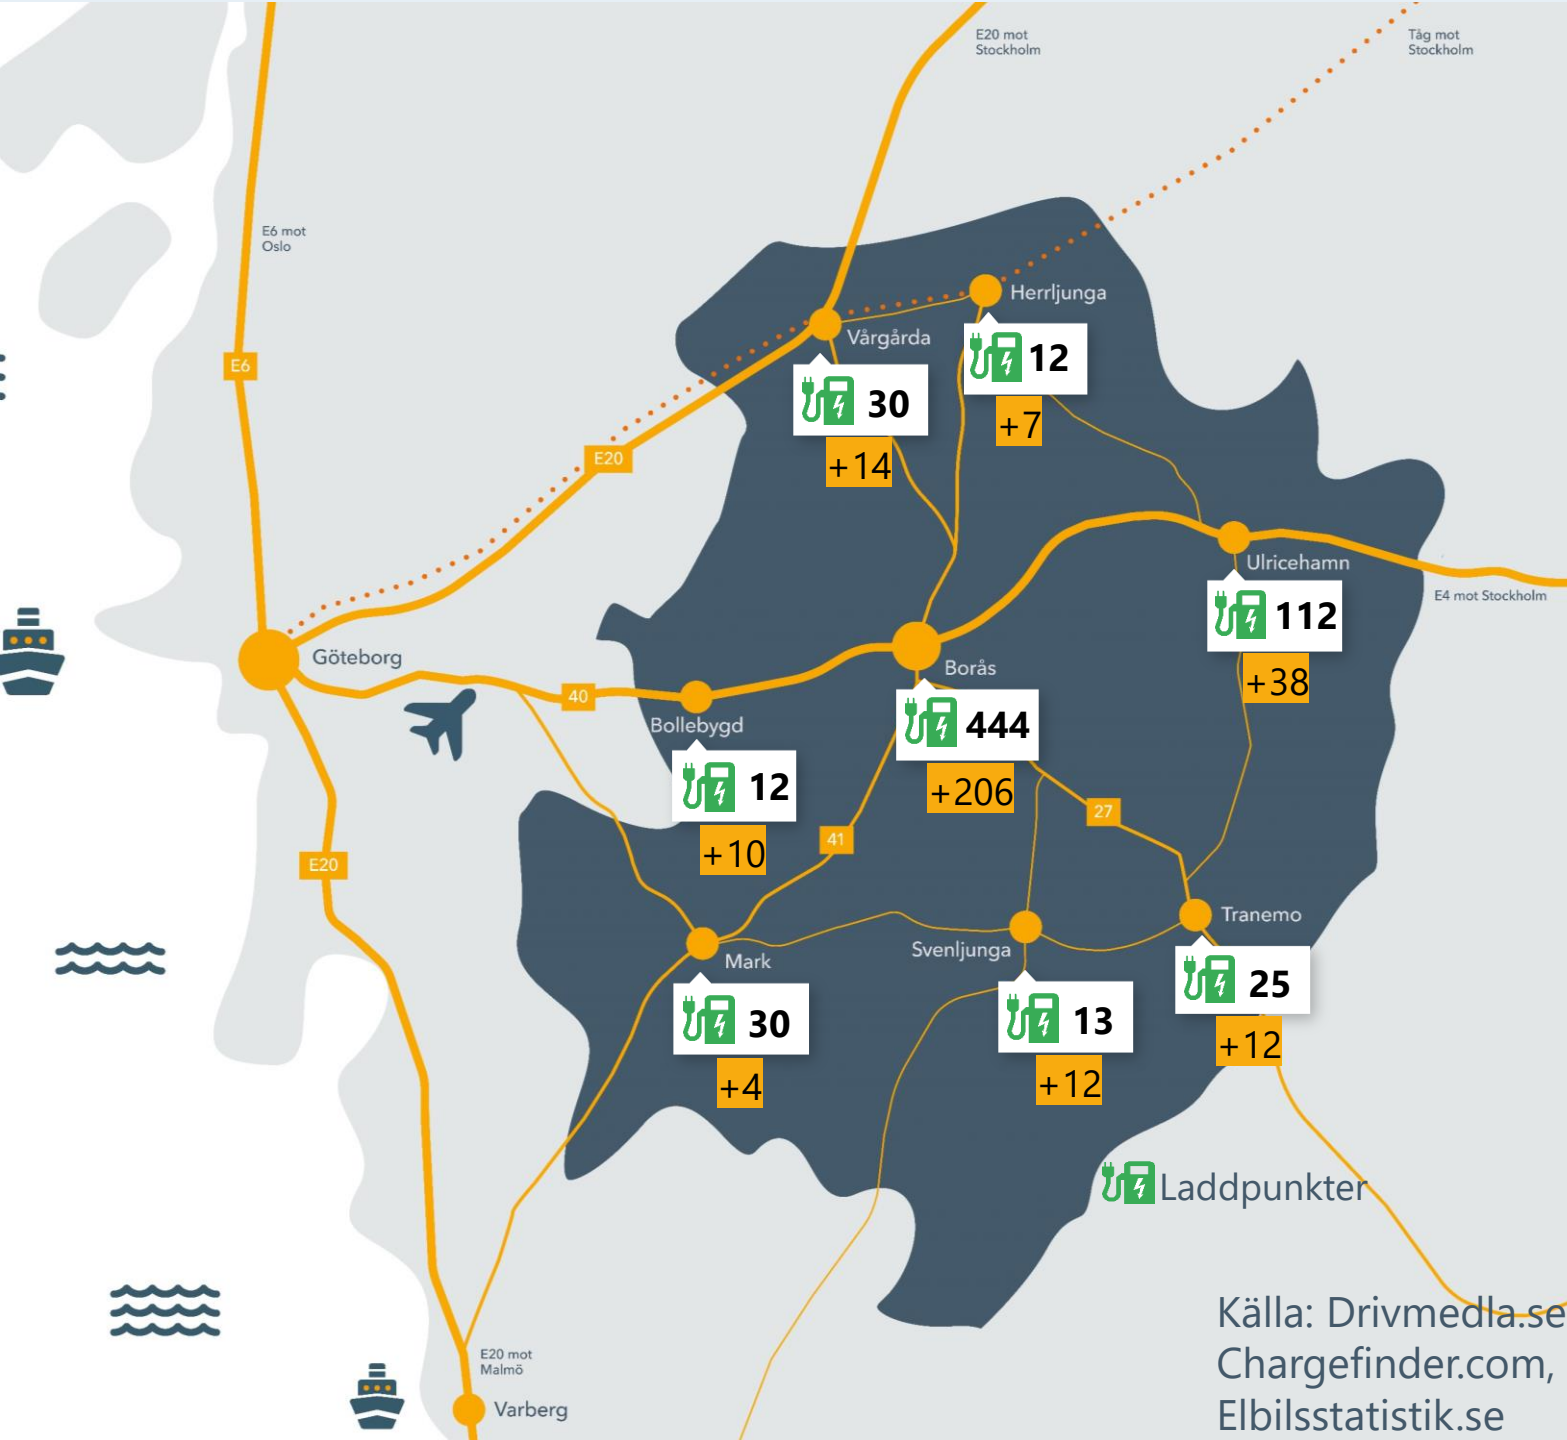 E20 mot
Stockholm
Tåg mot
Stockholm
E6 mot
Oslo
Herrljunga
Vårgårda
12
E6
30
+7
E20
+14
Ulricehamn
E4 mot Stockholm
112
Göteborg
Borås
+38
40
Bollebygd
444
12
+206
27
41
+10
E20
Tranemo
Svenljunga
Mark
25
30
13
+12
+4
+12
Laddpunkter
Källa: Drivmedla.se
Chargefinder.com,
Elbilsstatistik.se
E20 mot
Malmö
Varberg